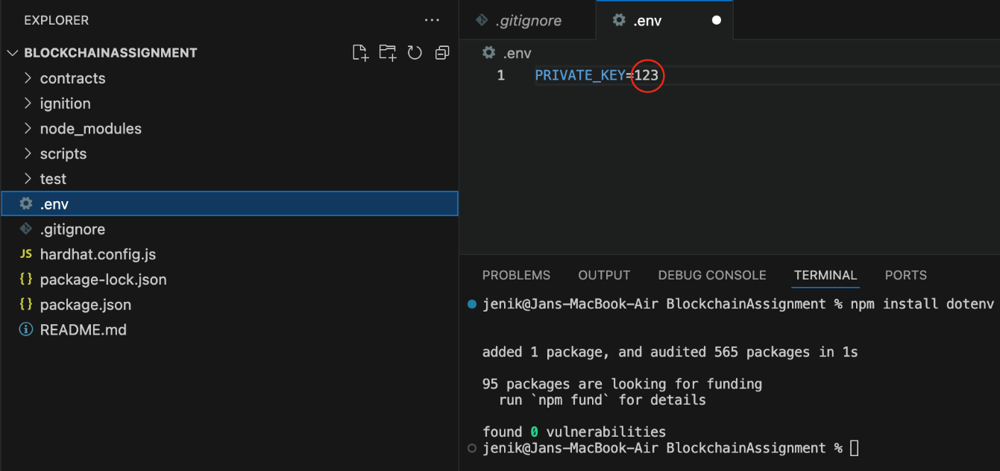 EXPLORER
BLOCKCHAINASSIGNMENT
contracts
ignition
node_modules
scripts
test
.env
.gitignore
JS hardhat.config.js
{} package-lock.json
{} package.json
README.md
.gitignore
.env
.env
1 PRIVATE_KEY=123
PROBLEMS OUTPUT DEBUG CONSOLE TERMINAL PORTS
jenik@Jans-MacBook-Air BlockchainAssignment % npm install dotenv
added 1 package, and audited 565 packages in 1s
95 packages are looking for funding
run `npm fund` for details
found 0 vulnerabilities
jenik@Jans-MacBook-Air BlockchainAssignment %